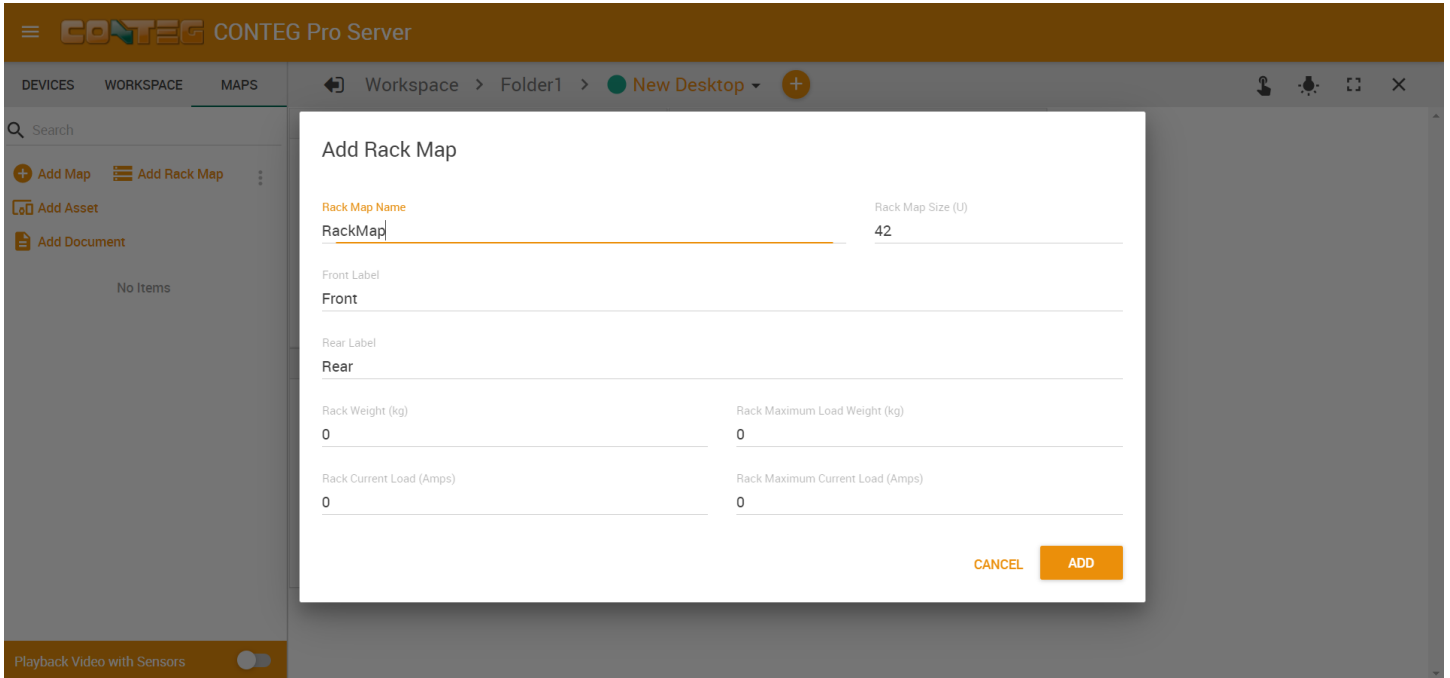 CONTEG CONTEG Pro Server
DEVICES WORKSPACE MAPS
Workspace > Folder1 > New Desktop
Search
Add Map Add Rack Map
Add Asset
Add Document
No Items
Add Rack Map
Rack Map Name Rack Map Size (U)
RackMap 42
Front Label
Front
Rear Label
Rear
Rack Weight (kg) Rack Maximum Load Weight (kg)
0 0
Rack Current Load (Amps) Rack Maximum Current Load (Amps)
0 0
CANCEL ADD
Playback Video with Sensors